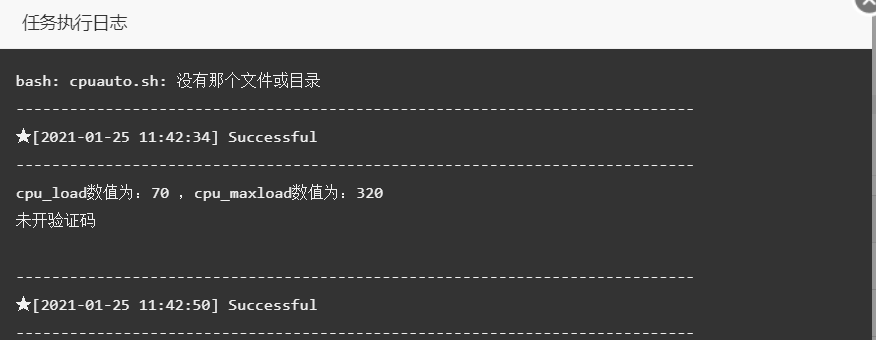 任务执行日志
bash: cpuauto.sh: 没有那个文件或目录
----------------------------------------------------------------------------
★[2021-01-25 11:42:34] Successful
----------------------------------------------------------------------------
cpu_load数值为：70 ，cpu_maxload数值为：320
未开验证码
----------------------------------------------------------------------------
★[2021-01-25 11:42:50] Successful
----------------------------------------------------------------------------